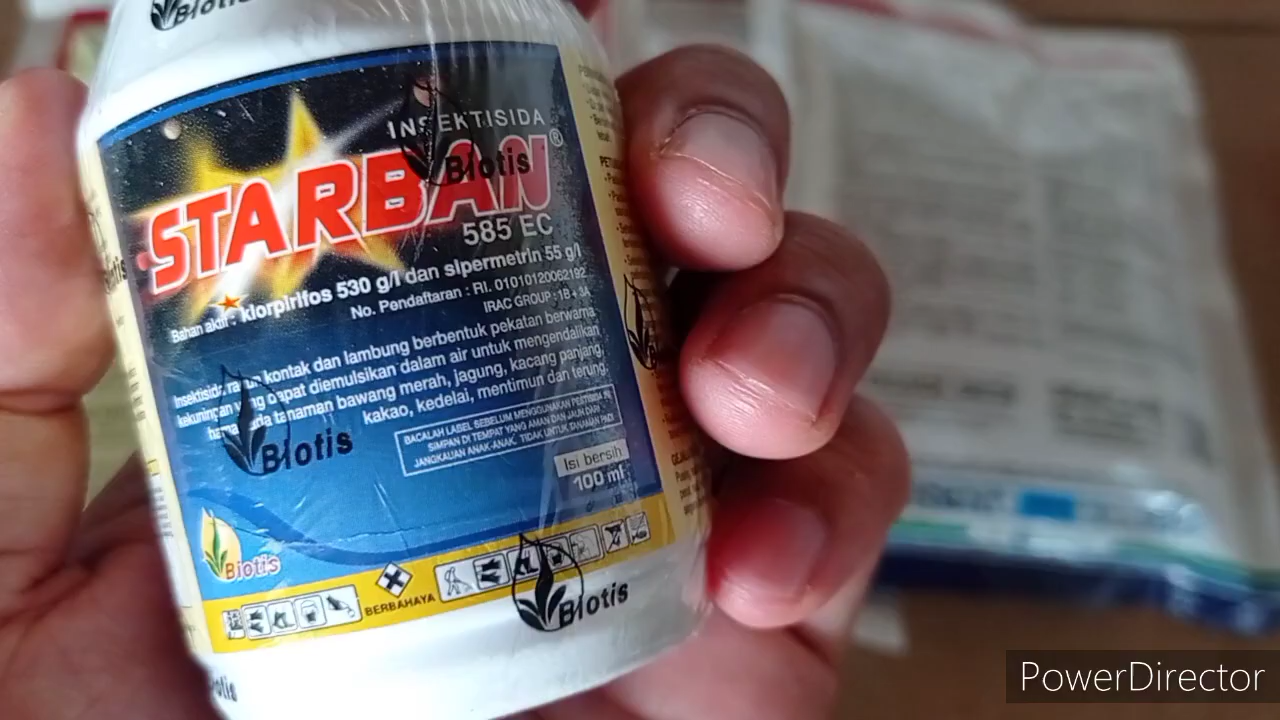 Biotis
INSEKTISIDA
STARBAN®
Biotis
585 EC
Bahan aktif : klorpirifos 530 g/l dan sipermetrin 55 g/l
No. Pendaftaran : RI. 01010120062192
IRAC GROUP : 1B + 3A
Insektisida kontak dan lambung berbentuk pekatan berwarna
kekuningan yang dapat diemulsikan dalam air untuk mengendalikan
hama pada tanaman bawang merah, jagung, kacang panjang,
kakao, kedelai, mentimun dan terung.
BACALAH LABEL SEBELUM MENGGUNAKAN PESTISIDA INI
SIMPAN DI TEMPAT YANG AMAN DAN JAUH DARI
JANGKAUAN ANAK-ANAK. TIDAK UNTUK TANAMAN PADI
Biotis
Isi bersih
100 ml
Biotis
BERBAHAYA
Biotis
PowerDirector